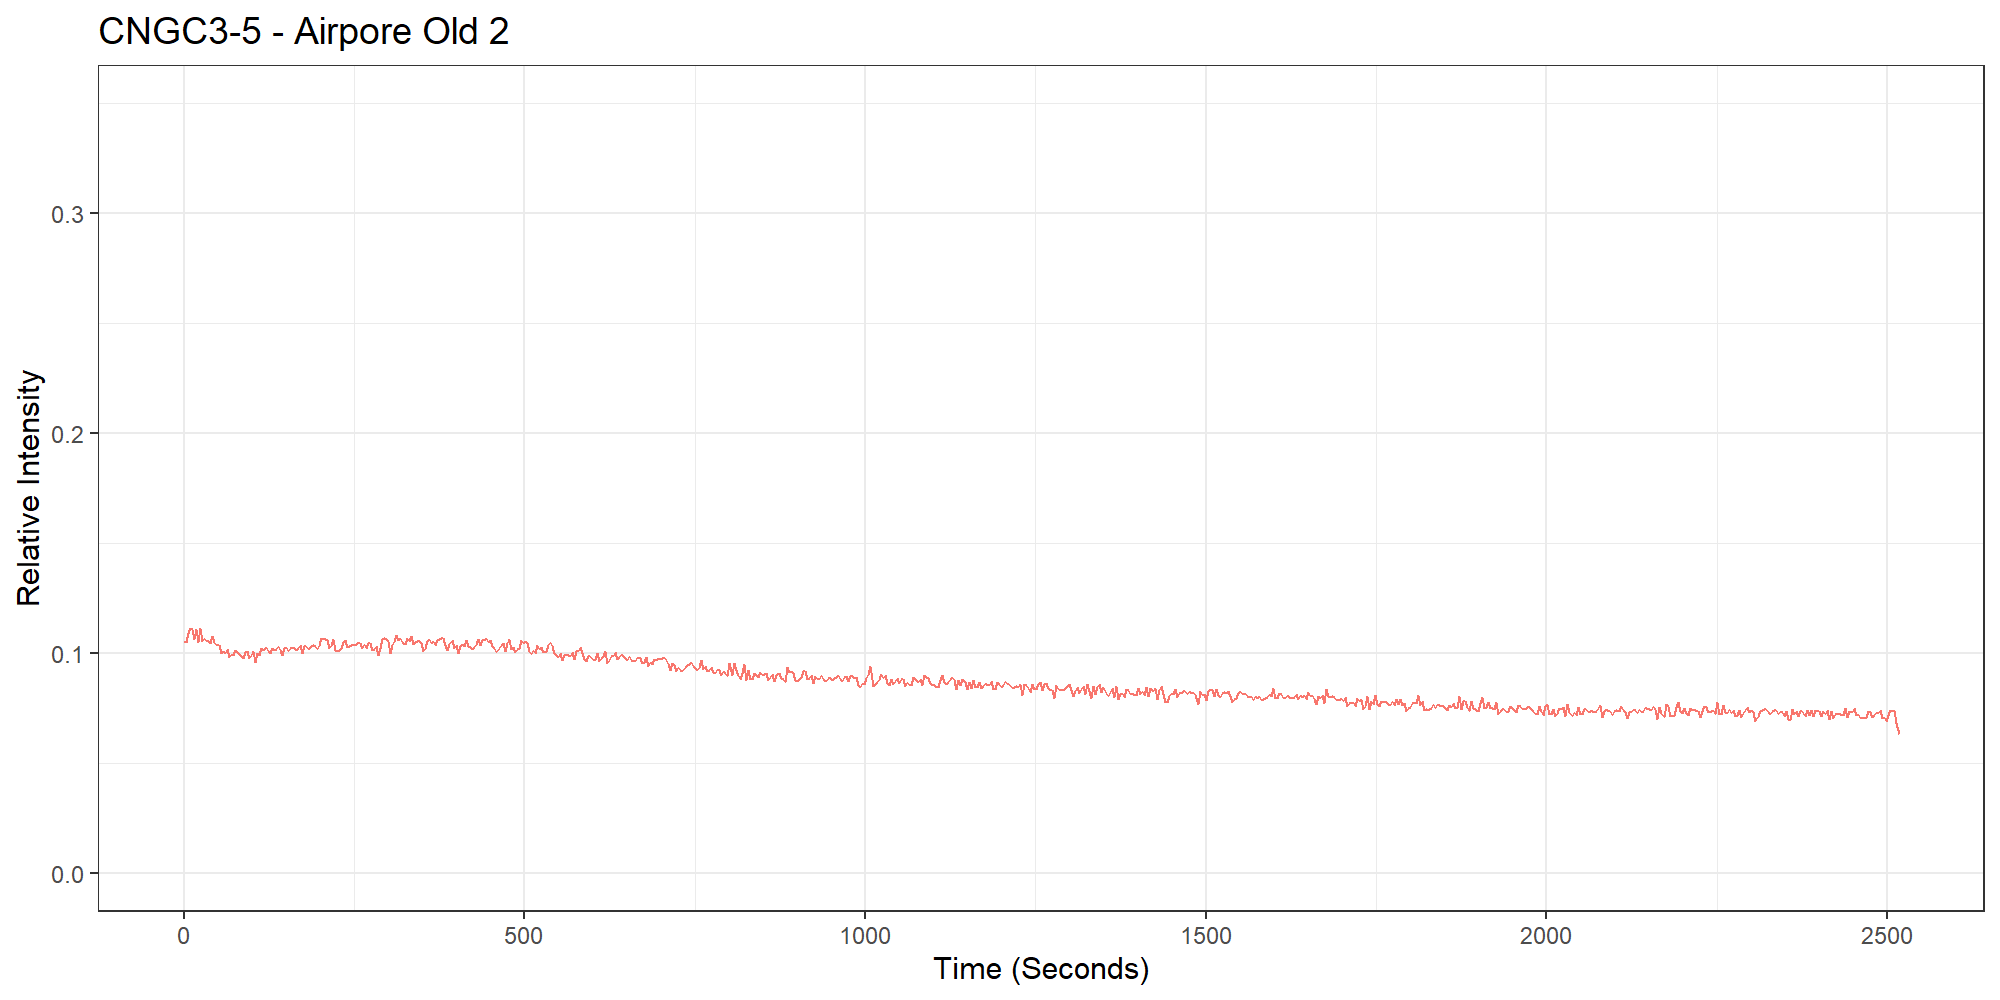 CNGC3-5 - Airpore Old 2
Relative Intensity
0.3
0.2
0.1
0.0
0 500 1000 1500 2000 2500
Time (Seconds)